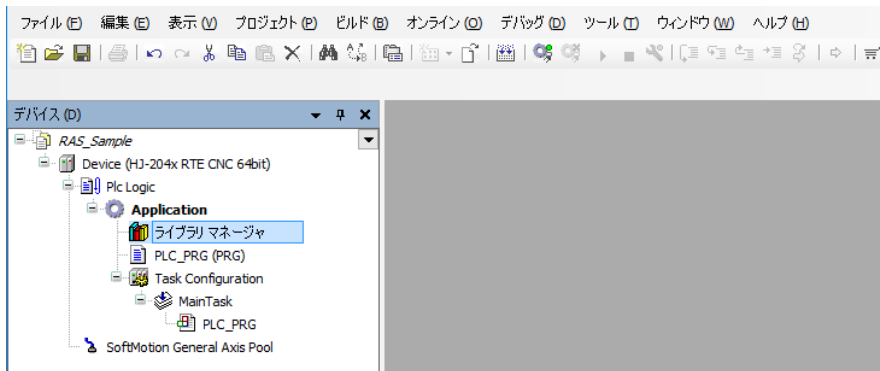 ファイル (F) 編集 (E) 表示 (V) プロジェクト (P) ビルド (B) オンライン (O) デバッグ (D) ツール (T) ウィンドウ (W) ヘルプ (H)
デバイス (D)
RAS_Sample
Device (HJ-204x RTE CNC 64bit)
Plc Logic
Application
ライブラリ マネージャ
PLC_PRG (PRG)
Task Configuration
MainTask
PLC_PRG
SoftMotion General Axis Pool